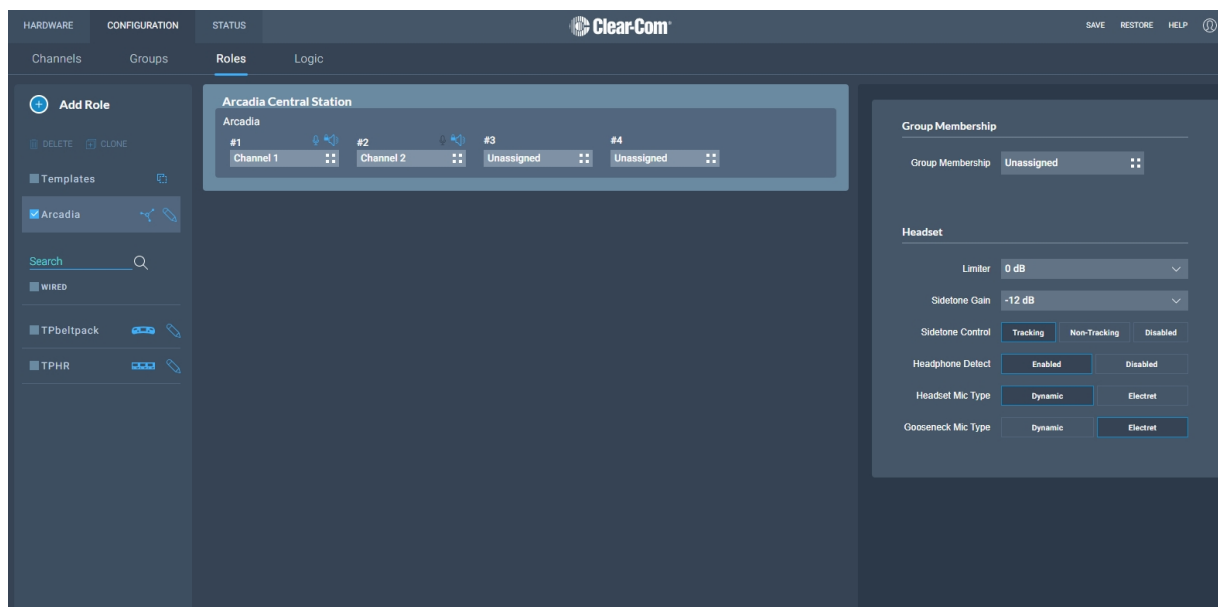 HARDWARE CONFIGURATION STATUS Clear-Com SAVE RESTORE HELP
Channels Groups Roles Logic
Add Role
DELETE CLONE
Templates
Arcadia
Search
WIRED
TPbeltpack
TPHR
Arcadia Central Station
Arcadia
#1 #2 #3 #4
Channel 1 Channel 2 Unassigned Unassigned
Group Membership
Group Membership Unassigned
Headset
Limiter 0 dB
Sidetone Gain -12 dB
Sidetone Control Tracking Non-Tracking Disabled
Headphone Detect Enabled Disabled
Headset Mic Type Dynamic Electret
Gooseneck Mic Type Dynamic Electret